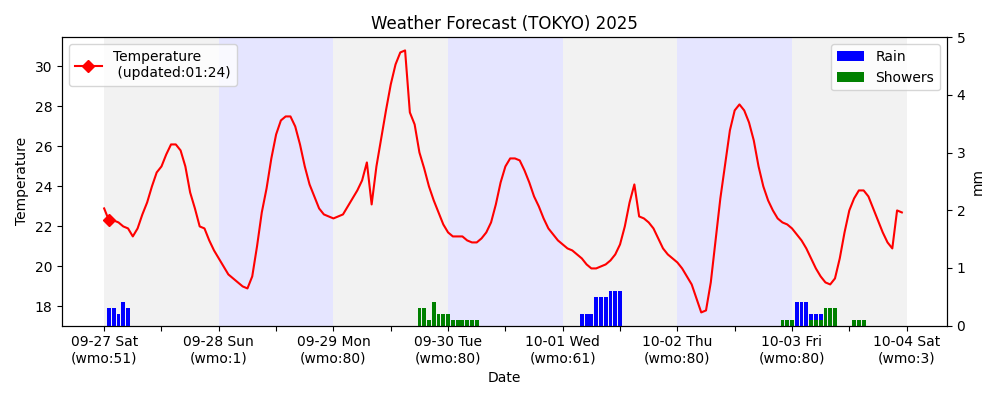 Weather Forecast (TOKYO) 2025
Temperature
(updated:01:24)
Rain
Showers
30
28
26
24
22
20
18
Temperature
5
4
3
2
1
0
mm
09-27 Sat 09-28 Sun 09-29 Mon 09-30 Tue 10-01 Wed 10-02 Thu 10-03 Fri 10-04 Sat
(wmo:51) (wmo:1) (wmo:80) (wmo:80) (wmo:61) (wmo:80) (wmo:80) (wmo:3)
Date